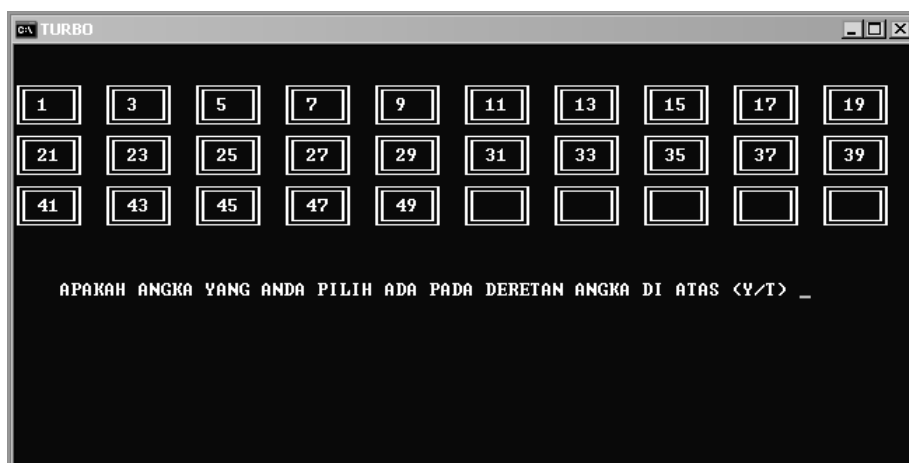 C:\ TURBO
1 3 5 7 9 11 13 15 17 19
21 23 25 27 29 31 33 35 37 39
41 43 45 47 49
APAKAH ANGKA YANG ANDA PILIH ADA PADA DERETAN ANGKA DI ATAS (Y/T) _